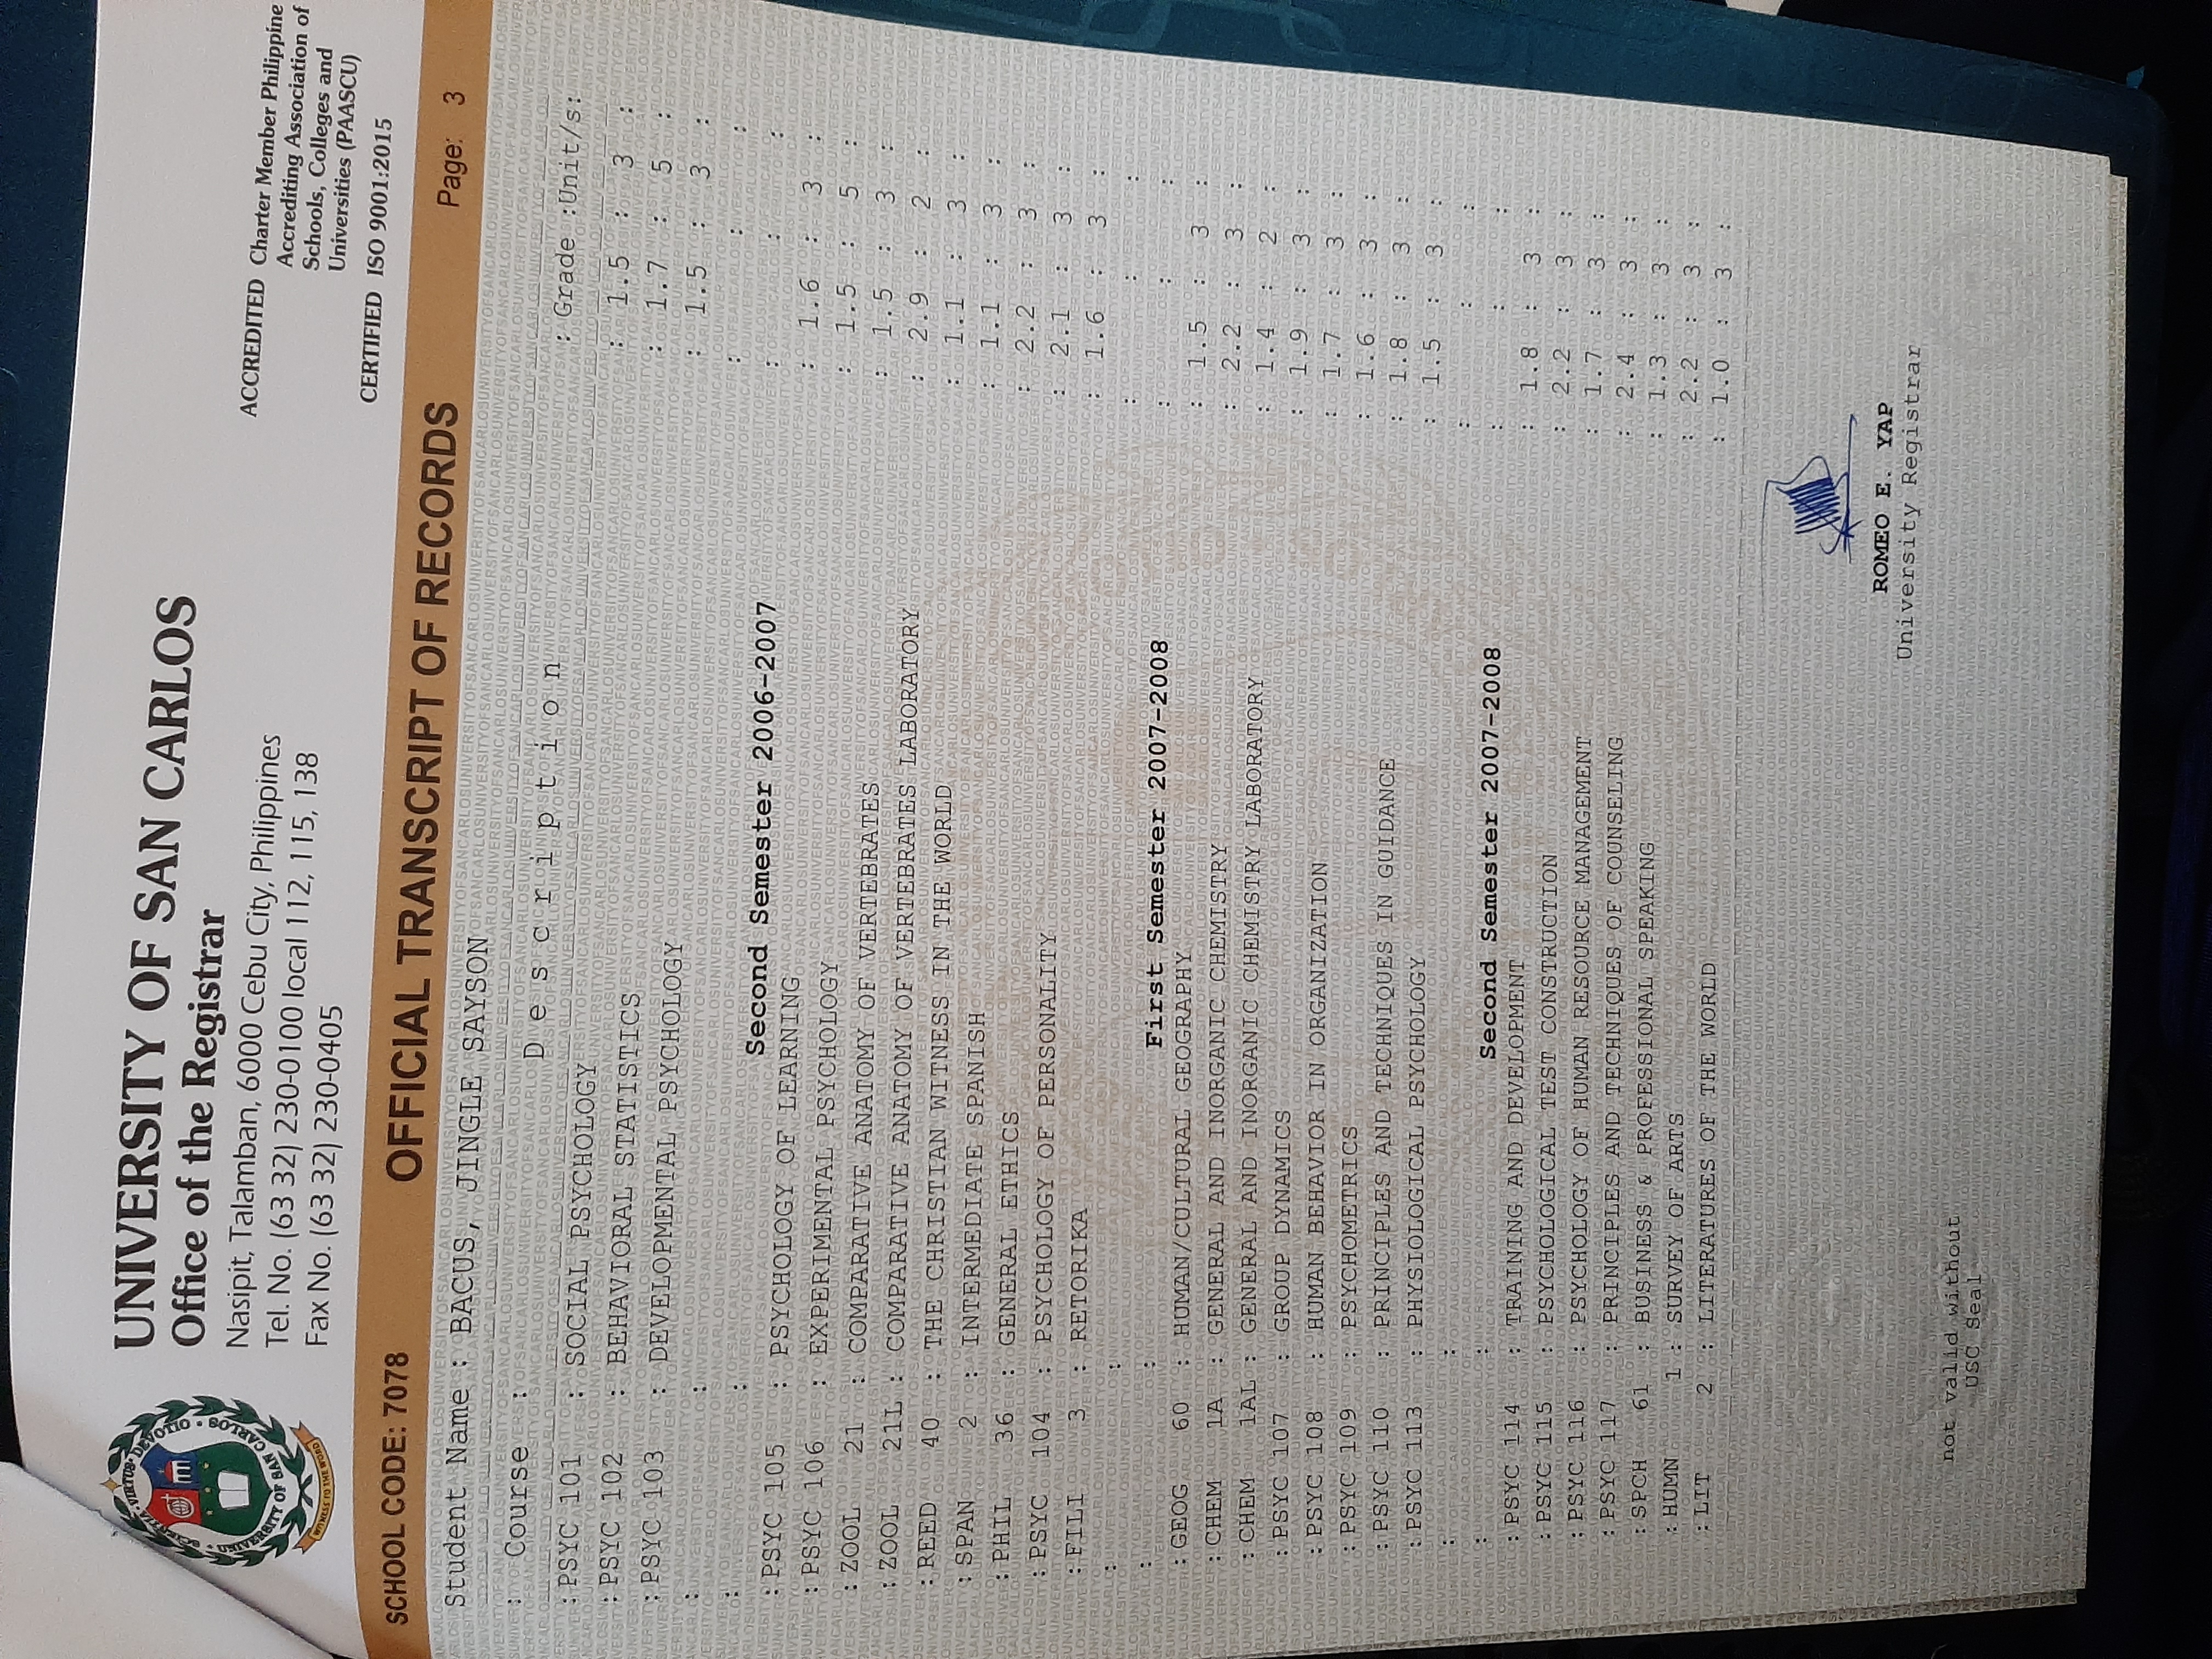 UNIVERSITY OF SAN CARLOS
Office of the Registrar
Nasipit, Talamban, 6000 Cebu City, Philippines
Tel. No. (63 32) 230-0100 local 112, 115, 138
Fax No. (63 32) 230-0405
ACCREDITED Charter Member Philippine
Accrediting Association of
Schools, Colleges and
Universities (PAASCU)
CERTIFIED ISO 9001:2015
SCHOOL CODE: 7078 OFFICIAL TRANSCRIPT OF RECORDS Page: 3
Student Name : BACUS, JINGLE SAYSON
: Course : D e s c r i p t i o n : Grade :Unit/s:
:PSYC 101 : SOCIAL PSYCHOLOGY : 1.5 : 3 :
:PSYC 102 : BEHAVIORAL STATISTICS : 1.7 : 5 :
:PSYC 103 : DEVELOPMENTAL PSYCHOLOGY : 1.5 : 3 :
Second Semester 2006-2007
:PSYC 105 : PSYCHOLOGY OF LEARNING : 1.6 : 3 :
:PSYC 106 : EXPERIMENTAL PSYCHOLOGY : 1.5 : 5 :
:ZOOL 21 : COMPARATIVE ANATOMY OF VERTEBRATES : 1.5 : 3 :
:ZOOL 21L : COMPARATIVE ANATOMY OF VERTEBRATES LABORATORY : 2.9 : 2 :
:REED 40 : THE CHRISTIAN WITNESS IN THE WORLD : 1.1 : 3 :
:SPAN 2 : INTERMEDIATE SPANISH : 1.1 : 3 :
:PHIL 36 : GENERAL ETHICS : 2.2 : 3 :
:PSYC 104 : PSYCHOLOGY OF PERSONALITY : 2.1 : 3 :
:FILI 3 : RETORIKA : 1.6 : 3 :
First Semester 2007-2008
:GEOG 60 : HUMAN/CULTURAL GEOGRAPHY : 1.5 : 3 :
:CHEM 1A : GENERAL AND INORGANIC CHEMISTRY : 2.2 : 3 :
:CHEM 1AL : GENERAL AND INORGANIC CHEMISTRY LABORATORY : 1.4 : 2 :
:PSYC 107 : GROUP DYNAMICS : 1.9 : 3 :
:PSYC 108 : HUMAN BEHAVIOR IN ORGANIZATION : 1.7 : 3 :
:PSYC 109 : PSYCHOMETRICS : 1.6 : 3 :
:PSYC 110 : PRINCIPLES AND TECHNIQUES IN GUIDANCE : 1.8 : 3 :
:PSYC 113 : PHYSIOLOGICAL PSYCHOLOGY : 1.5 : 3 :
Second Semester 2007-2008
:PSYC 114 : TRAINING AND DEVELOPMENT : 1.8 : 3 :
:PSYC 115 : PSYCHOLOGICAL TEST CONSTRUCTION : 2.2 : 3 :
:PSYC 116 : PSYCHOLOGY OF HUMAN RESOURCE MANAGEMENT : 1.7 : 3 :
:PSYC 117 : PRINCIPLES AND TECHNIQUES OF COUNSELING : 2.4 : 3 :
:SPCH 61 : BUSINESS & PROFESSIONAL SPEAKING : 1.3 : 3 :
:HUMN 1 : SURVEY OF ARTS : 2.2 : 3 :
:LIT 2 : LITERATURES OF THE WORLD : 1.0 : 3 :
ROMEO E. YAP
University Registrar
not valid without
USC Seal